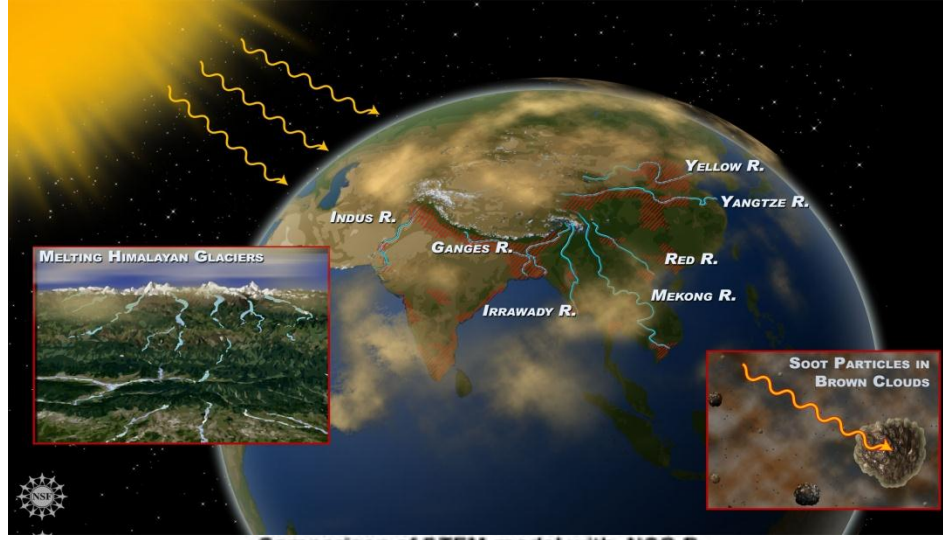 YELLOW R.
YANGTZE R.
INDUS R.
GANGES R.
RED R.
MEKONG R.
IRRAWADY R.
MELTING HIMALAYAN GLACIERS
SOOT PARTICLES IN
BROWN CLOUDS
NSF